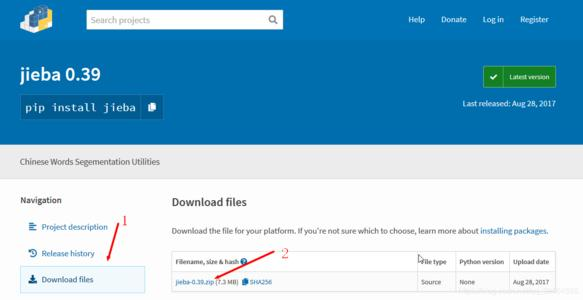 Search projects
Help Donate Log in Register
jieba 0.39
pip install jieba
Latest version
Last released: Aug 28, 2017
Chinese Words Segementation Utilities
Navigation
Project description
Release history
Download files
1
Download files
Download the file for your platform. If you're not sure which to choose, learn more about installing packages.
Filename, size & hash File type Python version Upload date
jieba-0.39.zip (7.3 MB) SHA256 Source None Aug 28, 2017
2